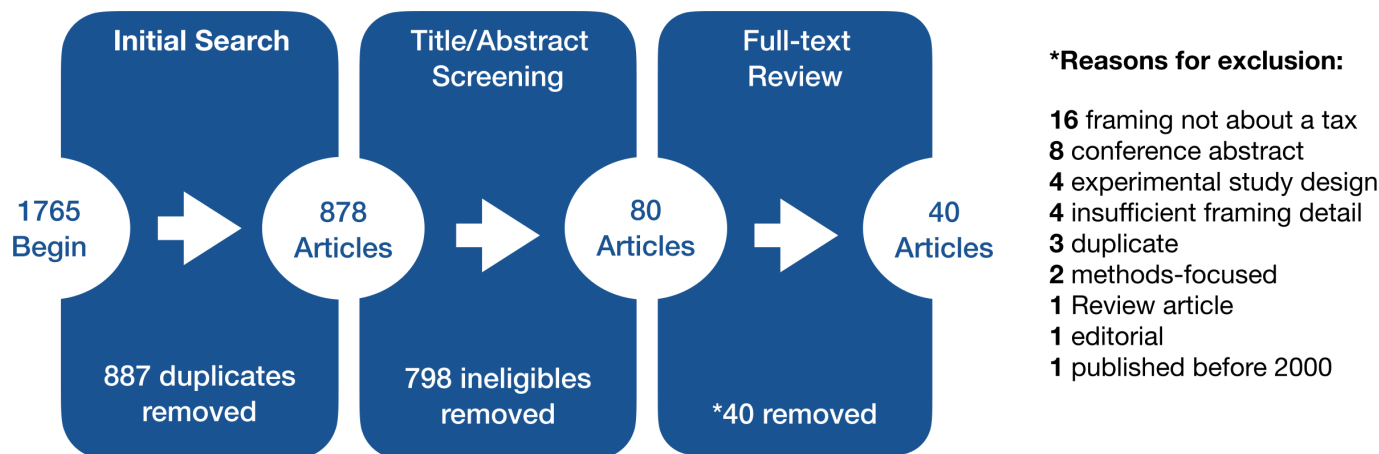 Initial Search
1765
Begin
887 duplicates
removed
Title/Abstract
Screening
878
Articles
798 ineligibles
removed
Full-text
Review
80
Articles
*40 removed
40
Articles
*Reasons for exclusion:
16 framing not about a tax
8 conference abstract
4 experimental study design
4 insufficient framing detail
3 duplicate
2 methods-focused
1 Review article
1 editorial
1 published before 2000